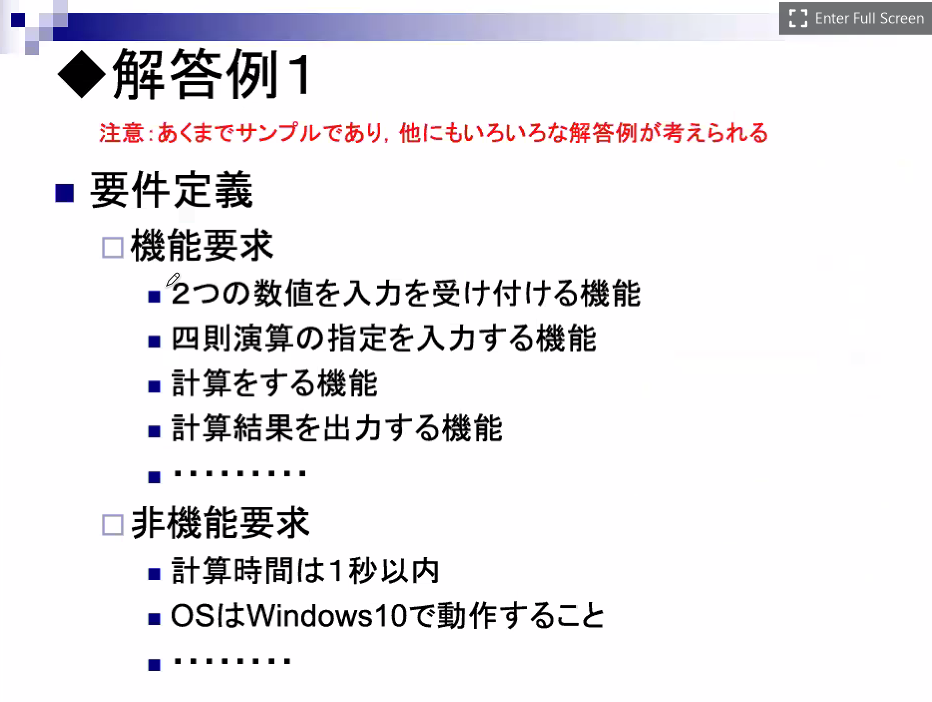 Enter Full Screen
◆解答例１
注意：あくまでサンプルであり，他にもいろいろな解答例が考えられる
要件定義
機能要求
２つの数値を入力を受け付ける機能
四則演算の指定を入力する機能
計算をする機能
計算結果を出力する機能
・・・・・・・・・
非機能要求
計算時間は１秒以内
OSはWindows10で動作すること
・・・・・・・・